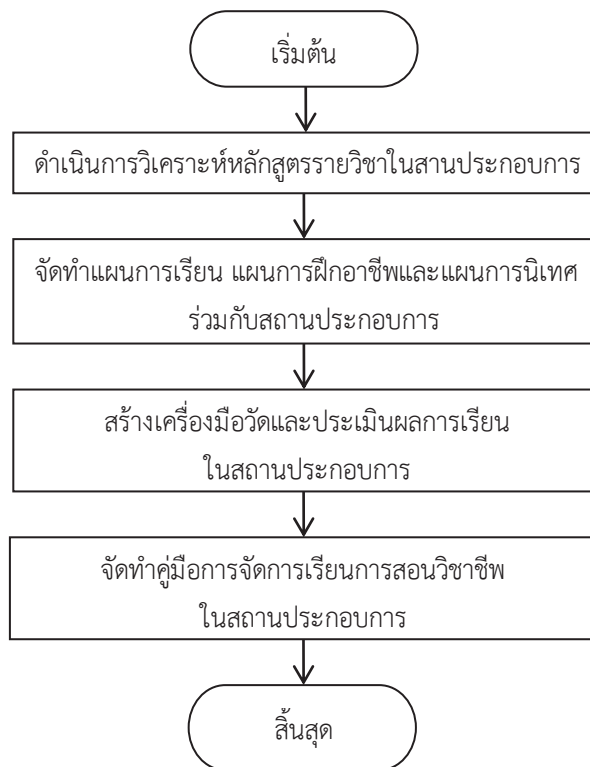 เริ่มต้น
ดำเนินการวิเคราะห์หลักสูตรรายวิชาในสานประกอบการ
จัดทำแผนการเรียน แผนการฝึกอาชีพและแผนการนิเทศ
ร่วมกับสถานประกอบการ
สร้างเครื่องมือวัดและประเมินผลการเรียน
ในสถานประกอบการ
จัดทำคู่มือการจัดการเรียนการสอนวิชาชีพ
ในสถานประกอบการ
สิ้นสุด